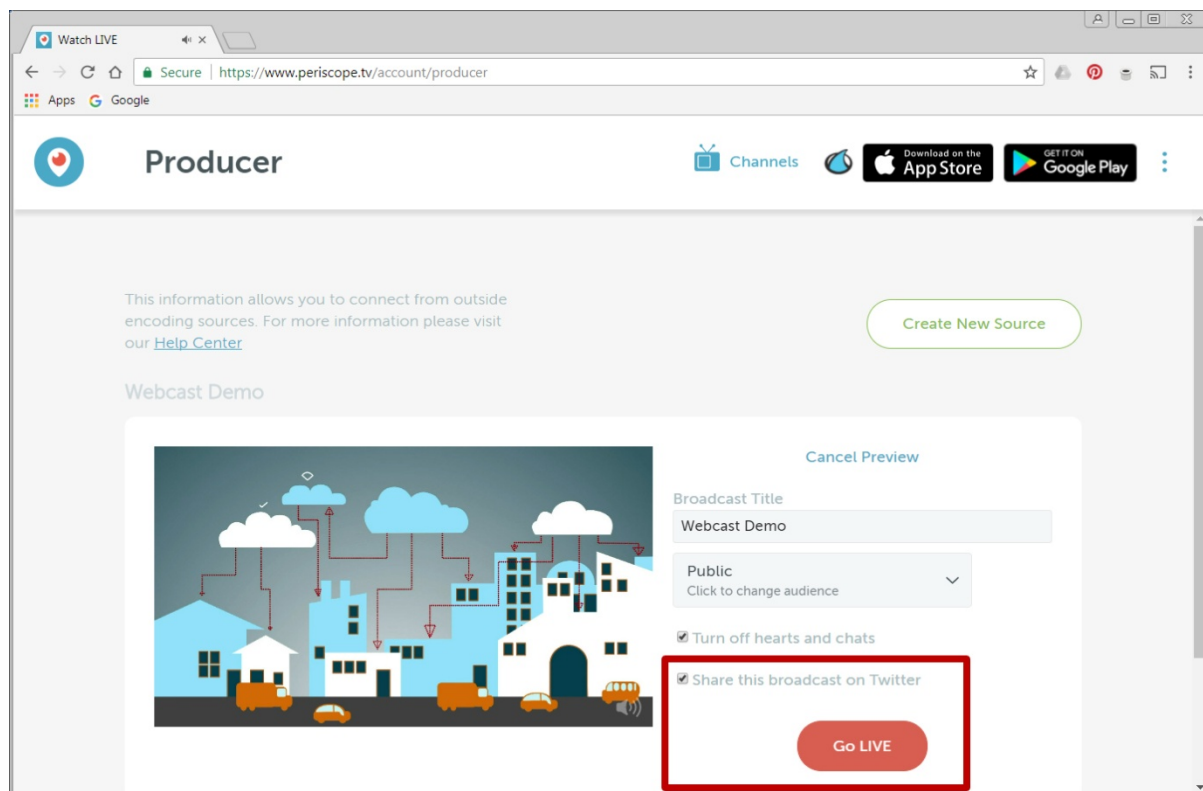 Watch LIVE
Secure https://www.periscope.tv/account/producer
Apps Google
Producer
Channels
Download on the
App Store
GET IT ON
Google Play
This information allows you to connect from outside
encoding sources. For more information please visit
our Help Center
Create New Source
Webcast Demo
Cancel Preview
Broadcast Title
Webcast Demo
Public
Click to change audience
Turn off hearts and chats
Share this broadcast on Twitter
Go LIVE